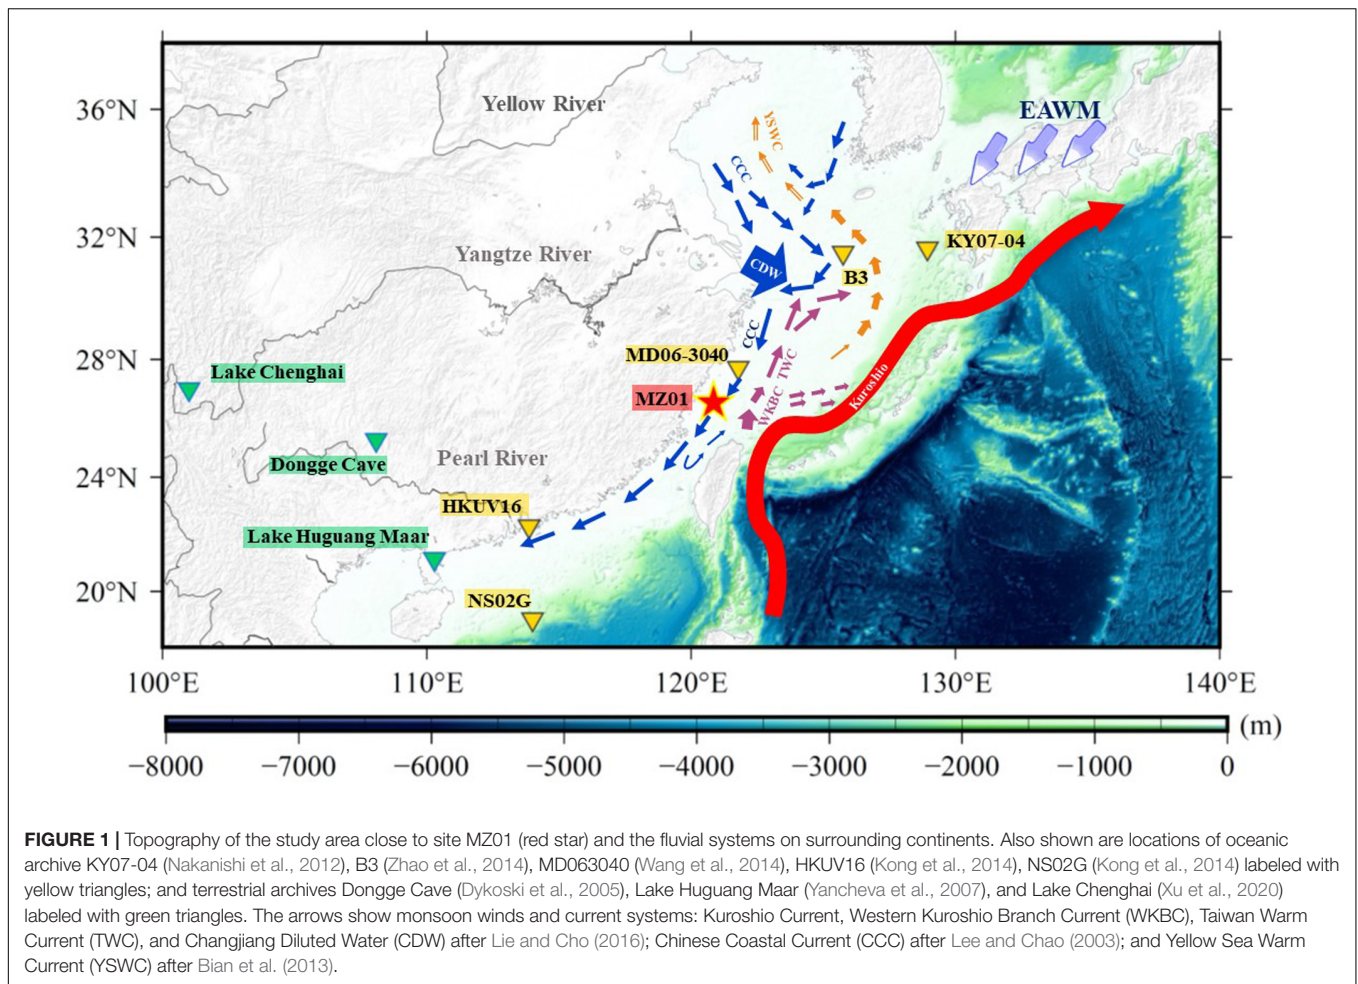 36°N
32°N
28°N
24°N
20°N
Yellow River
EAWM
YSWC
CCC
Yangtze River
CDW
KY07-04
B3
CCC
MD06-3040
TWC
Lake Chenghai
MZ01
WKBC
Kuroshio
Pearl River
Dongge Cave
HKUV16
Lake Huguang Maar
NS02G
100°E 110°E 120°E 130°E 140°E
(m)
−8000 −7000 −6000 −5000 −4000 −3000 −2000 −1000 0
FIGURE 1 | Topography of the study area close to site MZ01 (red star) and the fluvial systems on surrounding continents. Also shown are locations of oceanic
archive KY07-04 (Nakanishi et al., 2012), B3 (Zhao et al., 2014), MD063040 (Wang et al., 2014), HKUV16 (Kong et al., 2014), NS02G (Kong et al., 2014) labeled with
yellow triangles; and terrestrial archives Dongge Cave (Dykoski et al., 2005), Lake Huguang Maar (Yancheva et al., 2007), and Lake Chenghai (Xu et al., 2020)
labeled with green triangles. The arrows show monsoon winds and current systems: Kuroshio Current, Western Kuroshio Branch Current (WKBC), Taiwan Warm
Current (TWC), and Changjiang Diluted Water (CDW) after Lie and Cho (2016); Chinese Coastal Current (CCC) after Lee and Chao (2003); and Yellow Sea Warm
Current (YSWC) after Bian et al. (2013).